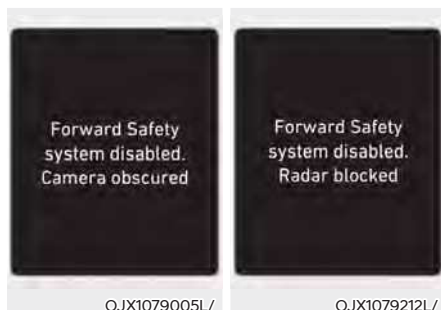 Forward Safety
system disabled.
Camera obscured
Forward Safety
system disabled.
Radar blocked
OJX1079005L/
OJX1079212L/